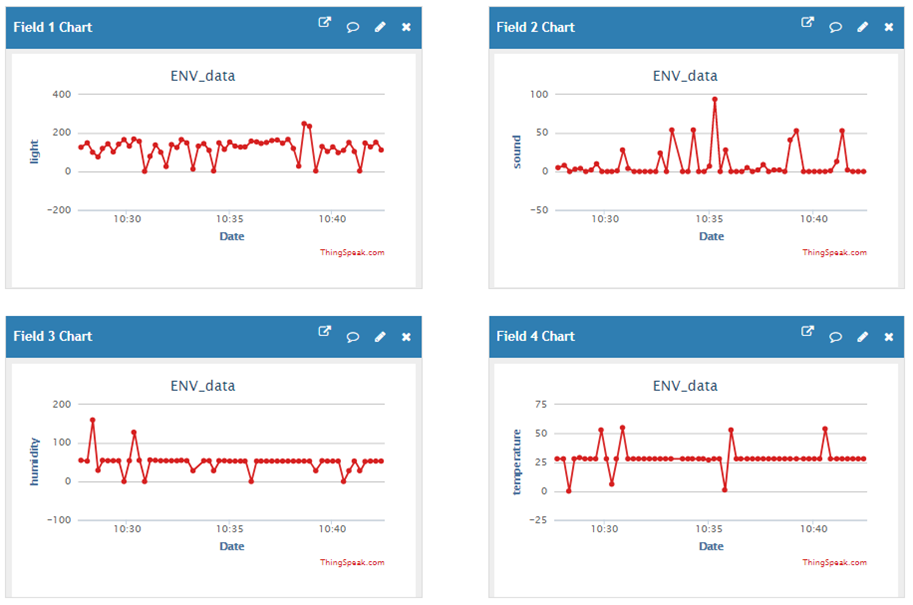 Field 1 Chart
ENV_data
400
200
0
−200
light
10:30 10:35 10:40
Date
ThingSpeak.com
Field 2 Chart
ENV_data
100
50
0
−50
sound
10:30 10:35 10:40
Date
ThingSpeak.com
Field 3 Chart
ENV_data
200
100
0
−100
humidity
10:30 10:35 10:40
Date
ThingSpeak.com
Field 4 Chart
ENV_data
75
50
25
0
−25
temperature
10:30 10:35 10:40
Date
ThingSpeak.com